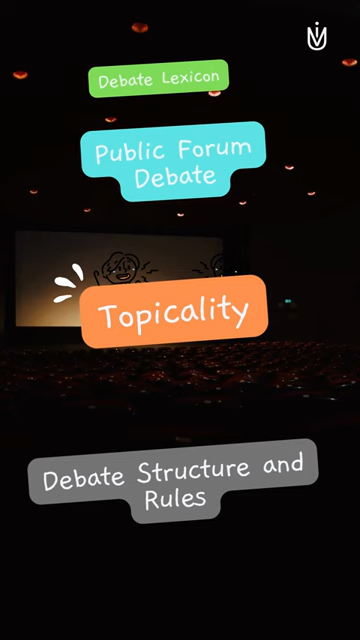 Debate Lexicon
Public Forum
Debate
Topicality
Debate Structure and
Rules